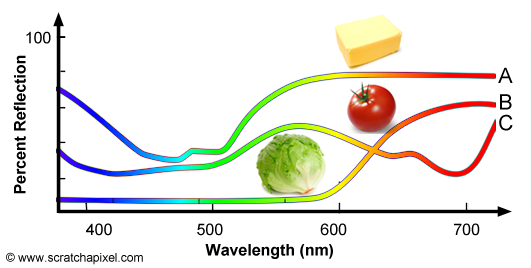 100
Percent Reflection
A
B
C
400 500 600 700
Wavelength (nm)
© www.scratchapixel.com